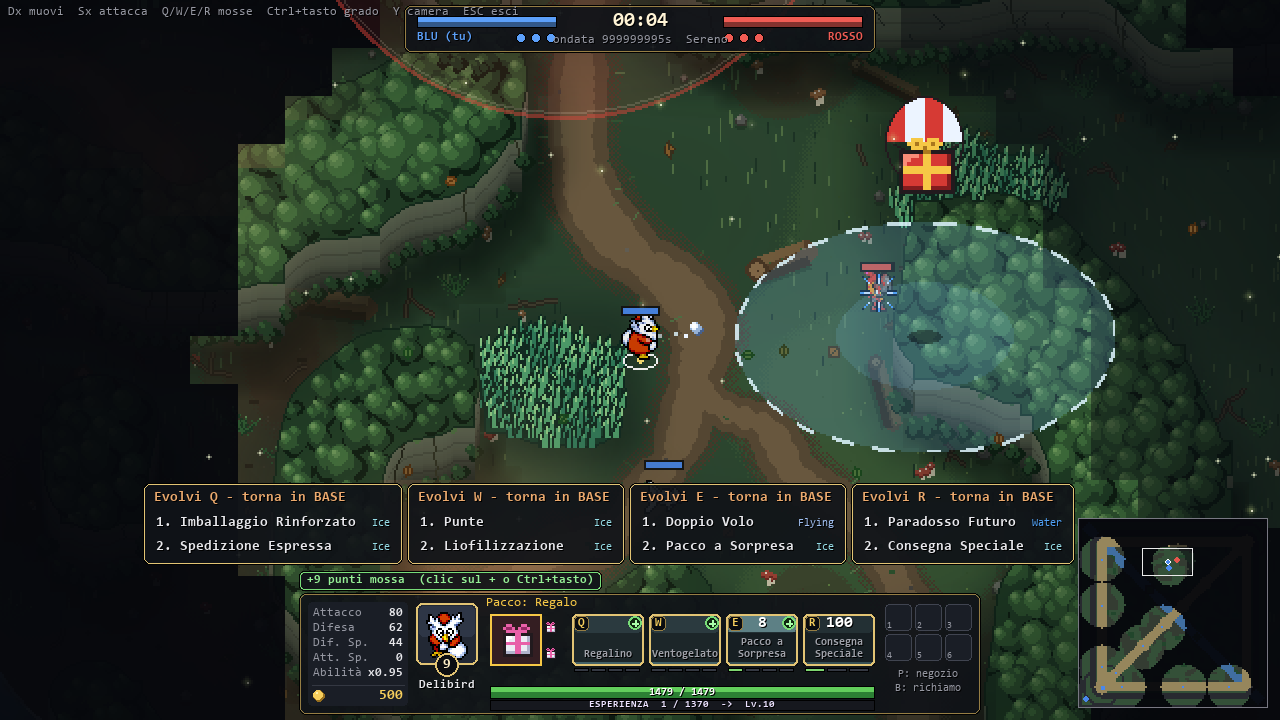 Dx muovi  Sx attacca  Q/W/E/R mosse  Ctrl+tasto grado  Y camera  ESC esci
00:04
BLU (tu)
ROSSO
ondata 999999995s  Sereno
Evolvi Q - torna in BASE
1. Imballaggio Rinforzato  Ice
2. Spedizione Espressa  Ice
Evolvi W - torna in BASE
1. Punte  Ice
2. Liofilizzazione  Ice
Evolvi E - torna in BASE
1. Doppio Volo  Flying
2. Pacco a Sorpresa  Ice
Evolvi R - torna in BASE
1. Paradosso Futuro  Water
2. Consegna Speciale  Ice
+9 punti mossa  (clic sul + o Ctrl+tasto)
Attacco  80
Difesa  62
Dif. Sp.  44
Att. Sp.  0
Abilità  x0.95
500
9
Delibird
Pacco: Regalo
Q
Regalino
W
Ventogelato
E  8
Pacco a
Sorpresa
R  100
Consegna
Speciale
1479 / 1479
ESPERIENZA  1 / 1370  ->  Lv.10
1  2  3
4  5  6
P: negozio
B: richiamo